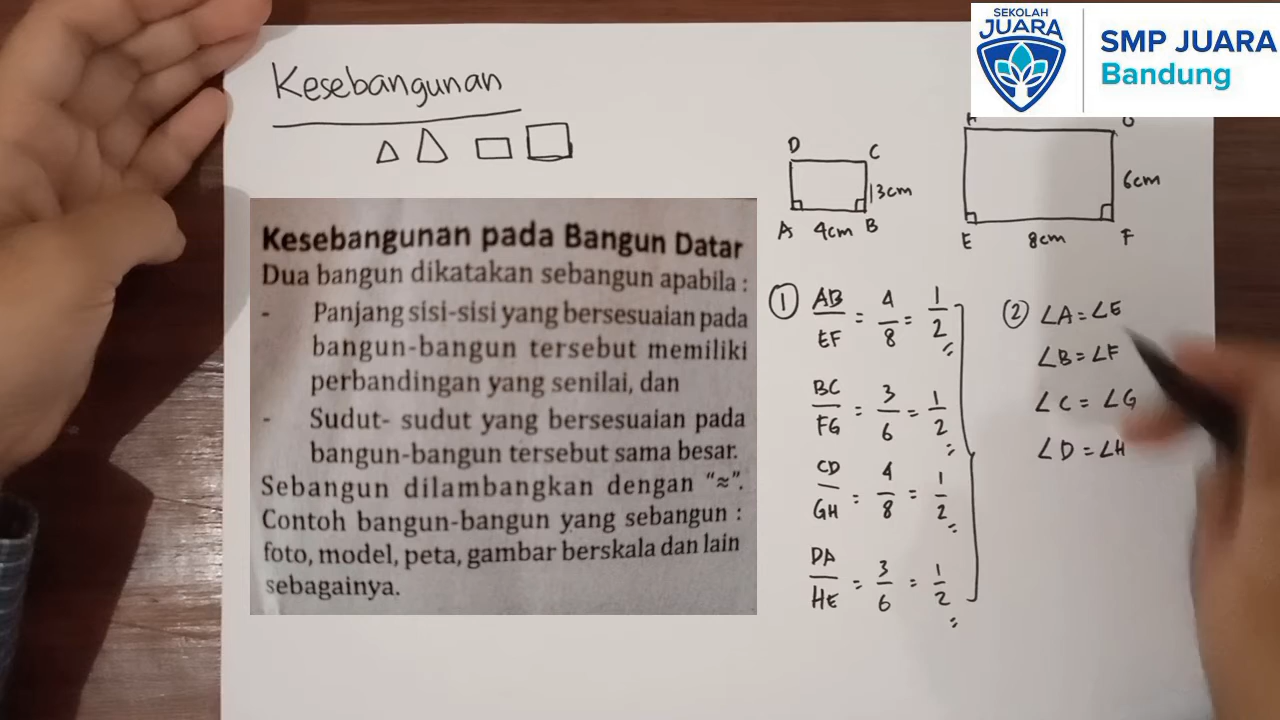 SEKOLAH
JUARA
SMP JUARA
Bandung
Kesebangunan
Kesebangunan pada Bangun Datar
Dua bangun dikatakan sebangun apabila :
- Panjang sisi-sisi yang bersesuaian pada
bangun-bangun tersebut memiliki
perbandingan yang senilai, dan
- Sudut- sudut yang bersesuaian pada
bangun-bangun tersebut sama besar.
Sebangun dilambangkan dengan "≈".
Contoh bangun-bangun yang sebangun :
foto, model, peta, gambar berskala dan lain
sebagainya.
D C
3cm
A 4cm B
6cm
E 8cm F
① AB/EF = 4/8 = 1/2
BC/FG = 3/6 = 1/2
CD/GH = 4/8 = 1/2
DA/HE = 3/6 = 1/2
② ∠A = ∠E
∠B = ∠F
∠C = ∠G
∠D = ∠H